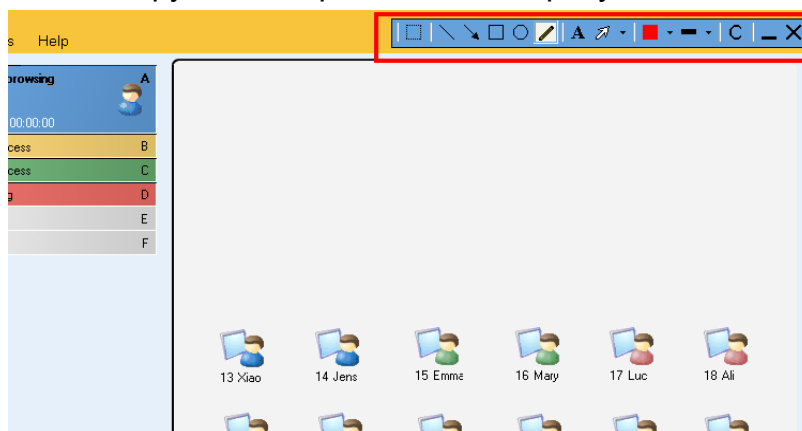 s Help
A C
rowsing A
00:00:00
cess B
cess C
D
E
F
13 Xiao 14 Jens 15 Emma 16 Mary 17 Luc 18 Ali